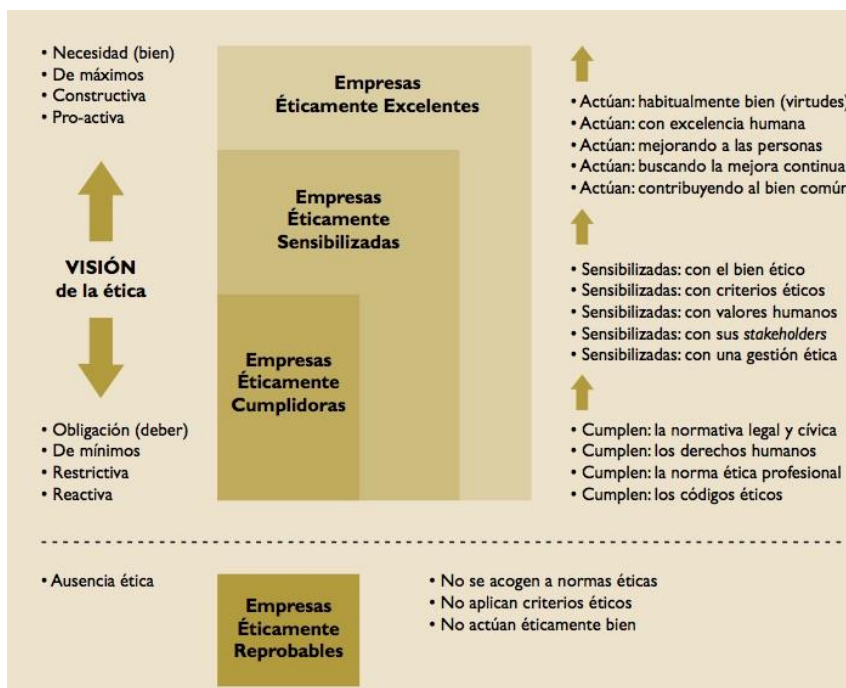 • Necesidad (bien)
• De máximos
• Constructiva
• Pro-activa
VISIÓN
de la ética
• Obligación (deber)
• De mínimos
• Restrictiva
• Reactiva
Empresas
Éticamente Excelentes
Empresas
Éticamente
Sensibilizadas
Empresas
Éticamente
Cumplidoras
• Actúan: habitualmente bien (virtudes)
• Actúan: con excelencia humana
• Actúan: mejorando a las personas
• Actúan: buscando la mejora continua
• Actúan: contribuyendo al bien común
• Sensibilizadas: con el bien ético
• Sensibilizadas: con criterios éticos
• Sensibilizadas: con valores humanos
• Sensibilizadas: con sus stakeholders
• Sensibilizadas: con una gestión ética
• Cumplen: la normativa legal y cívica
• Cumplen: los derechos humanos
• Cumplen: la norma ética profesional
• Cumplen: los códigos éticos
• Ausencia ética
Empresas
Éticamente
Reprobables
• No se acogen a normas éticas
• No aplican criterios éticos
• No actúan éticamente bien